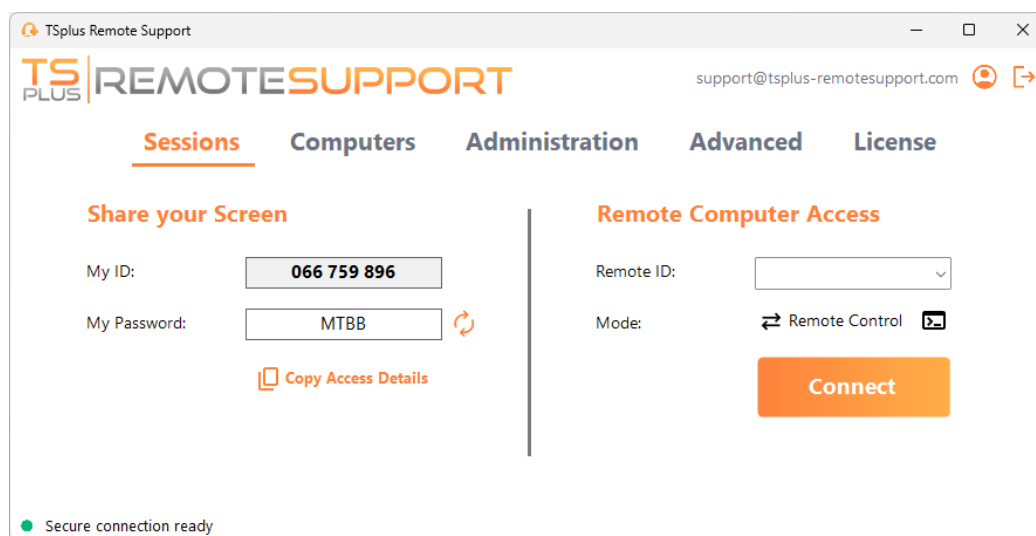 TSplus Remote Support
TS PLUS REMOTESUPPORT
support@tsplus-remotesupport.com
Sessions Computers Administration Advanced License
Share your Screen
My ID: 066 759 896
My Password: MTBB
Copy Access Details
Remote Computer Access
Remote ID:
Mode: Remote Control
Connect
Secure connection ready